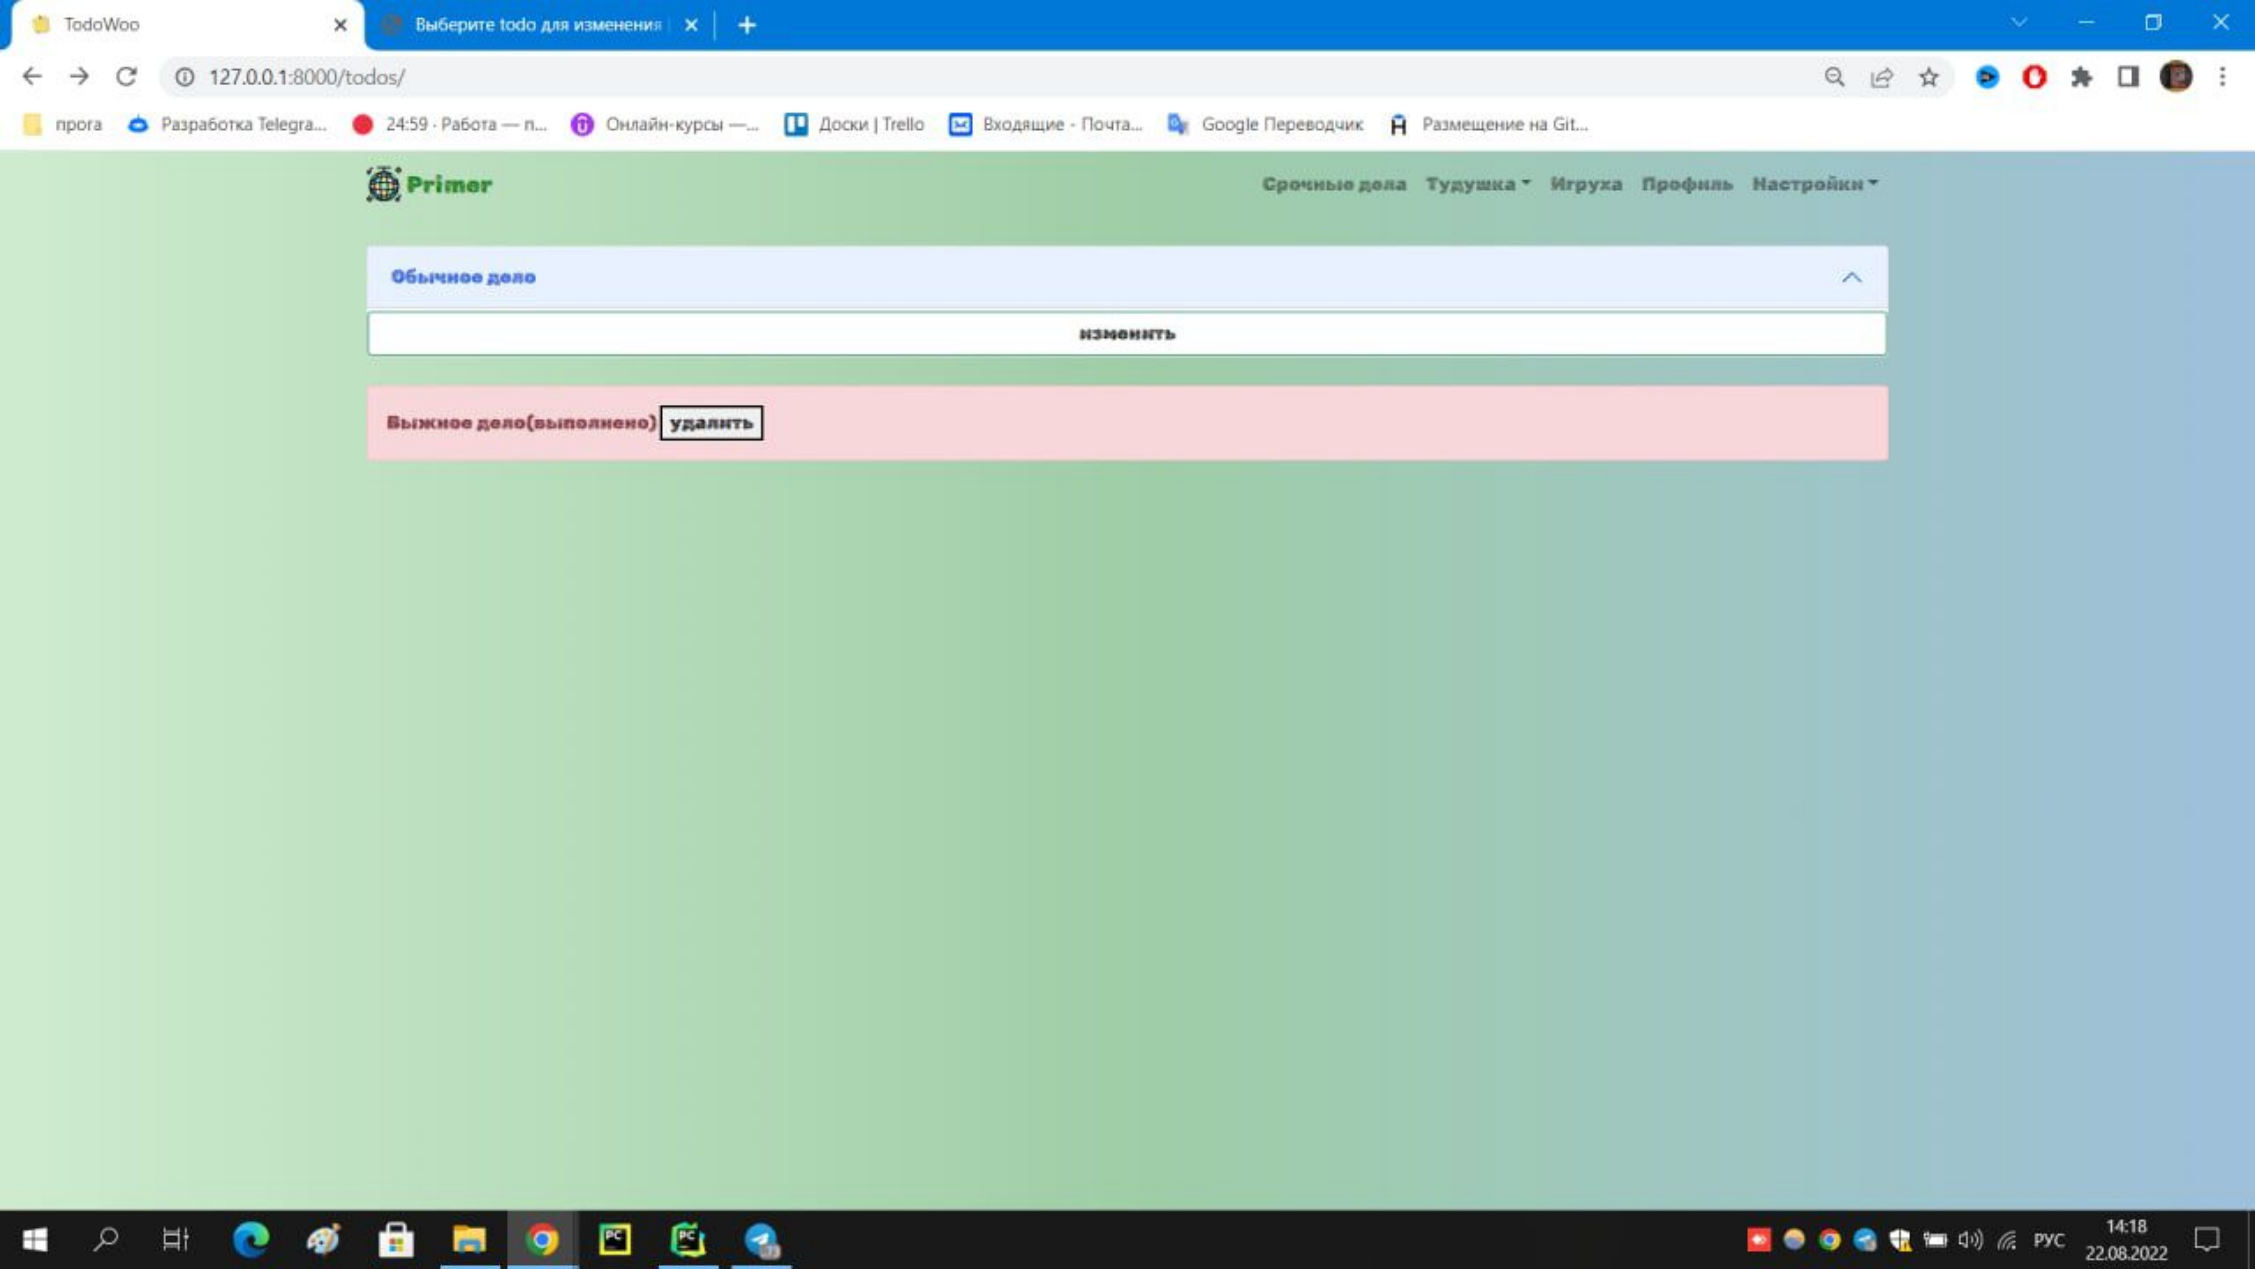 TodoWoo
Выберите todo для изменения
127.0.0.1:8000/todos/
прога Разработка Telegra... 24:59 · Работа — п... Онлайн-курсы —... Доски | Trello Входящие - Почта... Google Переводчик Размещение на Git...
Primer Срочные дела Тудушка Игруха Профиль Настройки
Обычное дело
изменить
Выжное дело(выполнено) удалить
РУС
14:18
22.08.2022